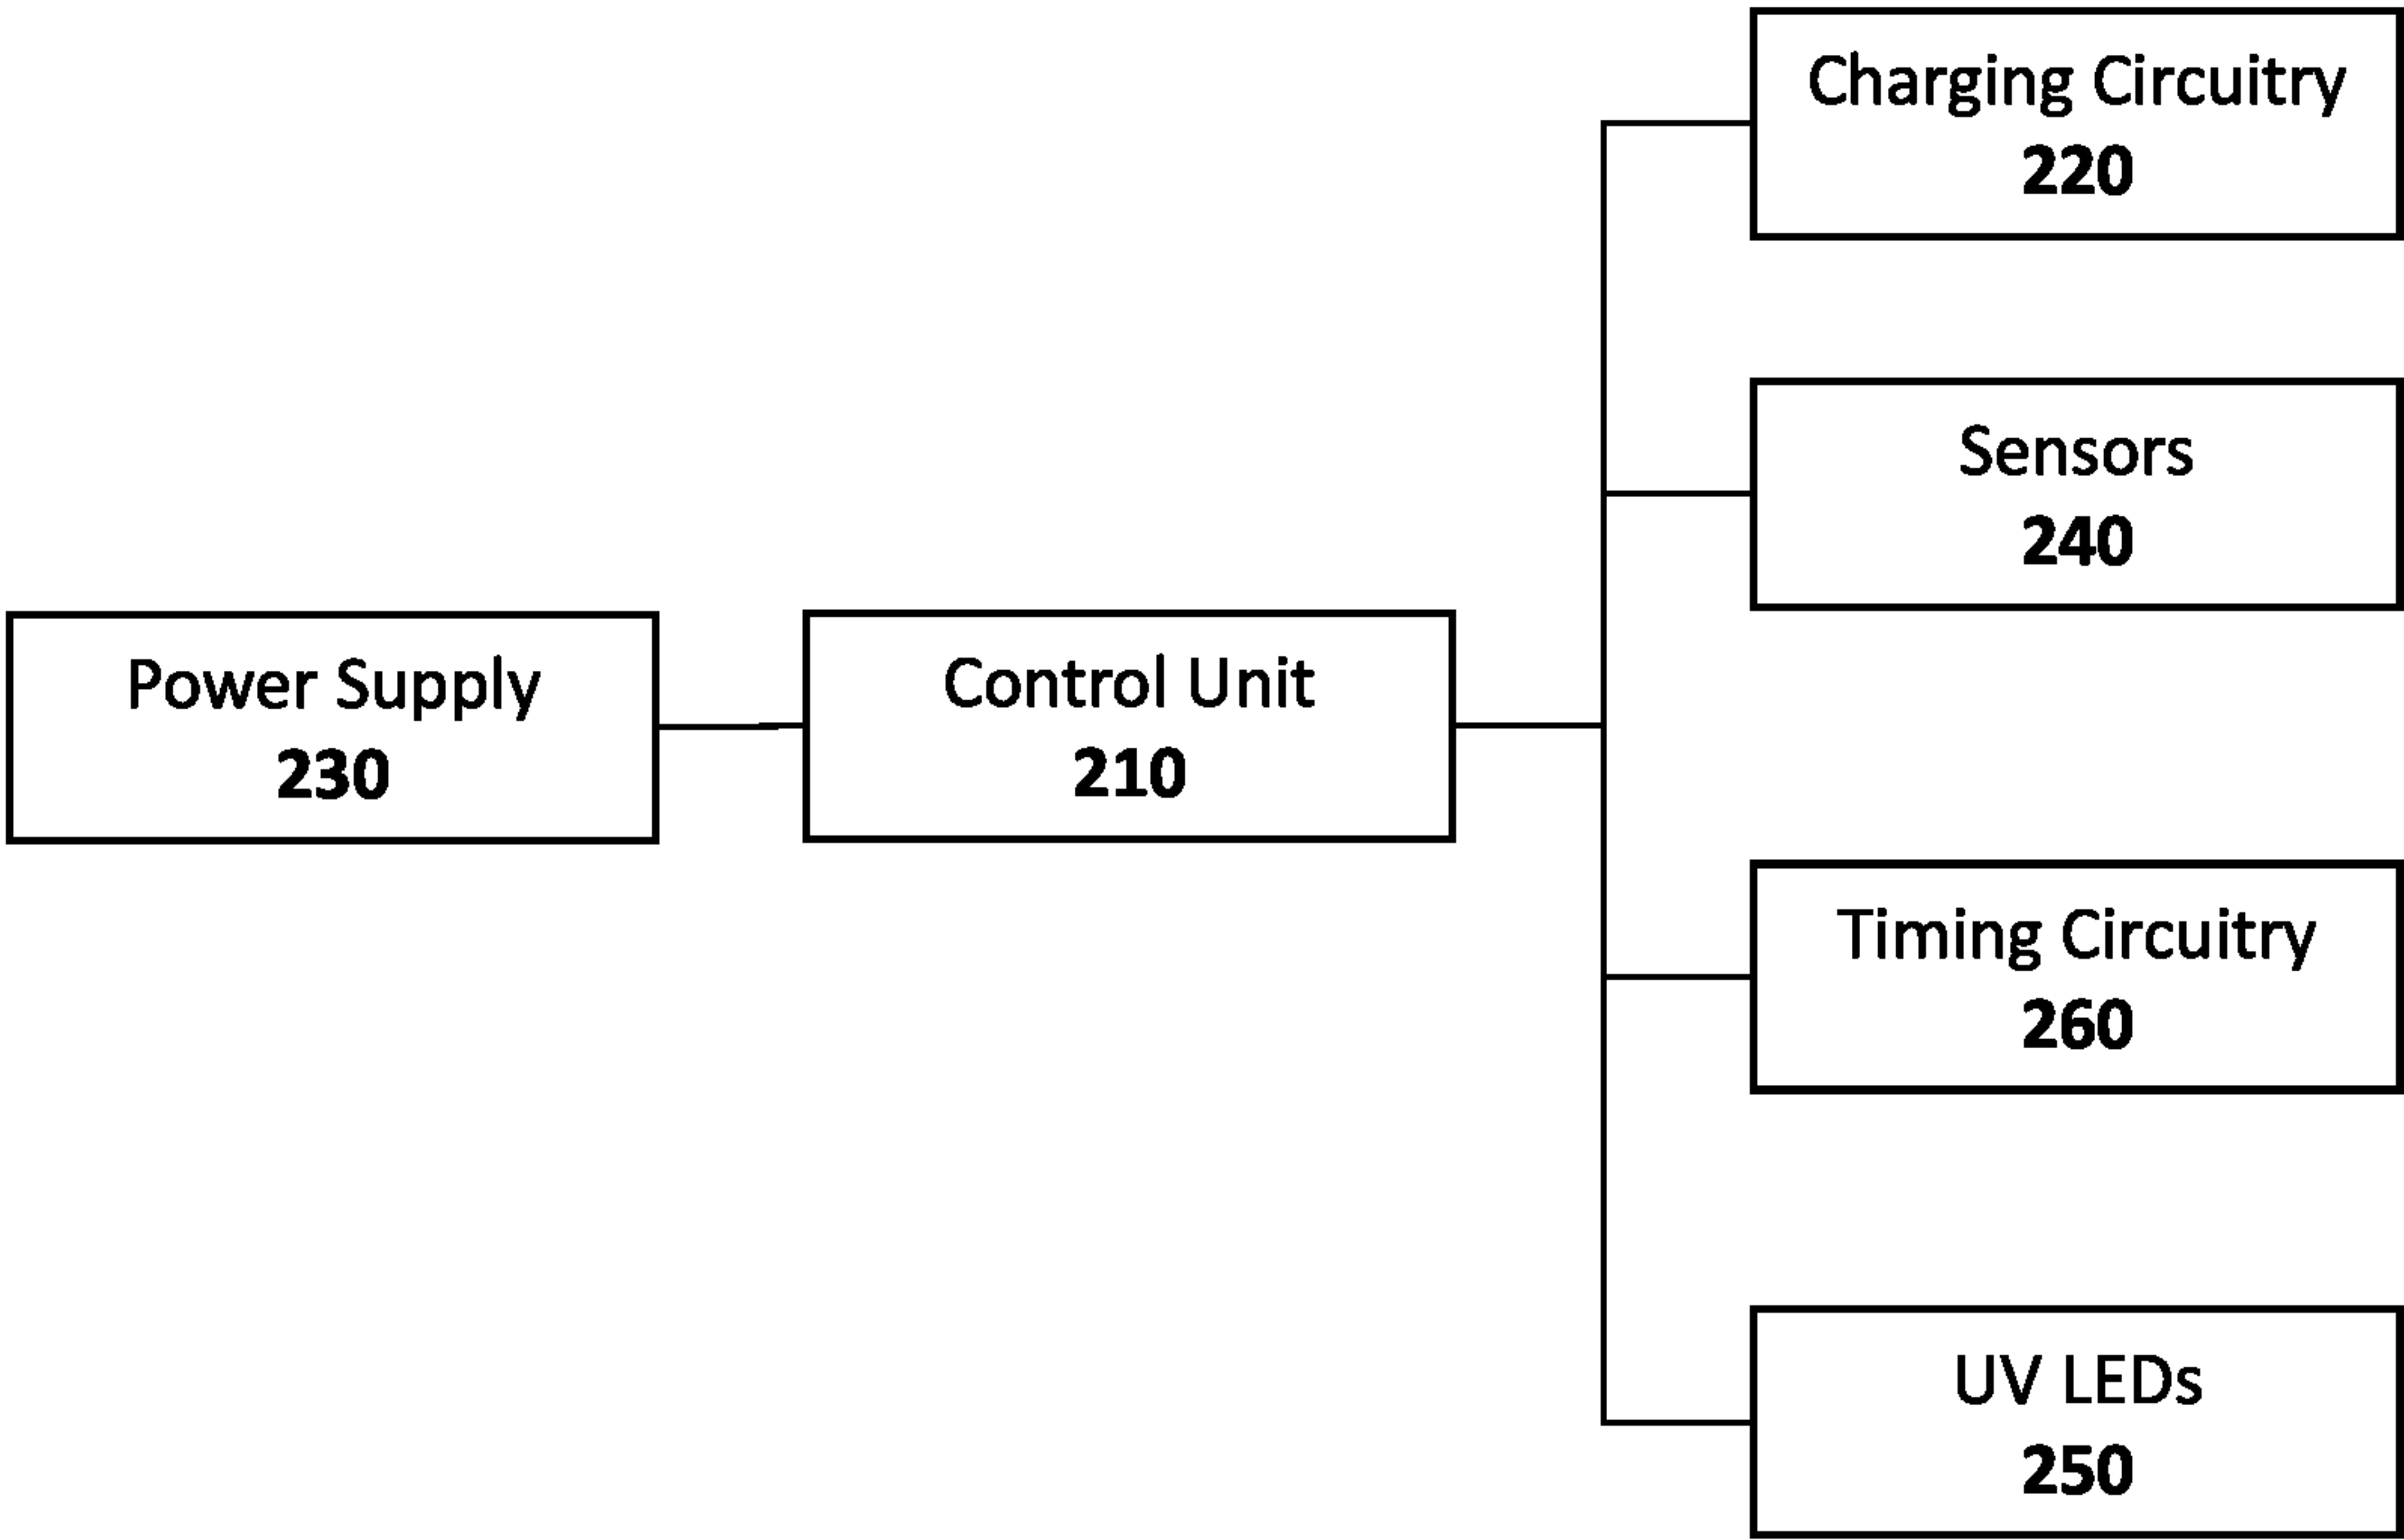 Charging Circuitry
220
Sensors
240
Power Supply
230
Control Unit
210
Timing Circuitry
260
UV LEDs
250